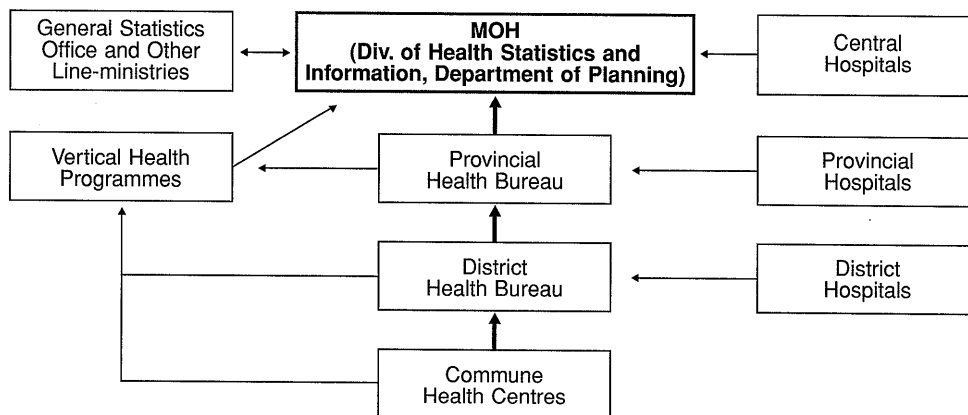 General Statistics
Office and Other
Line-ministries
MOH
(Div. of Health Statistics and
Information, Department of Planning)
Central
Hospitals
Vertical Health
Programmes
Provincial
Health Bureau
Provincial
Hospitals
District
Health Bureau
District
Hospitals
Commune
Health Centres